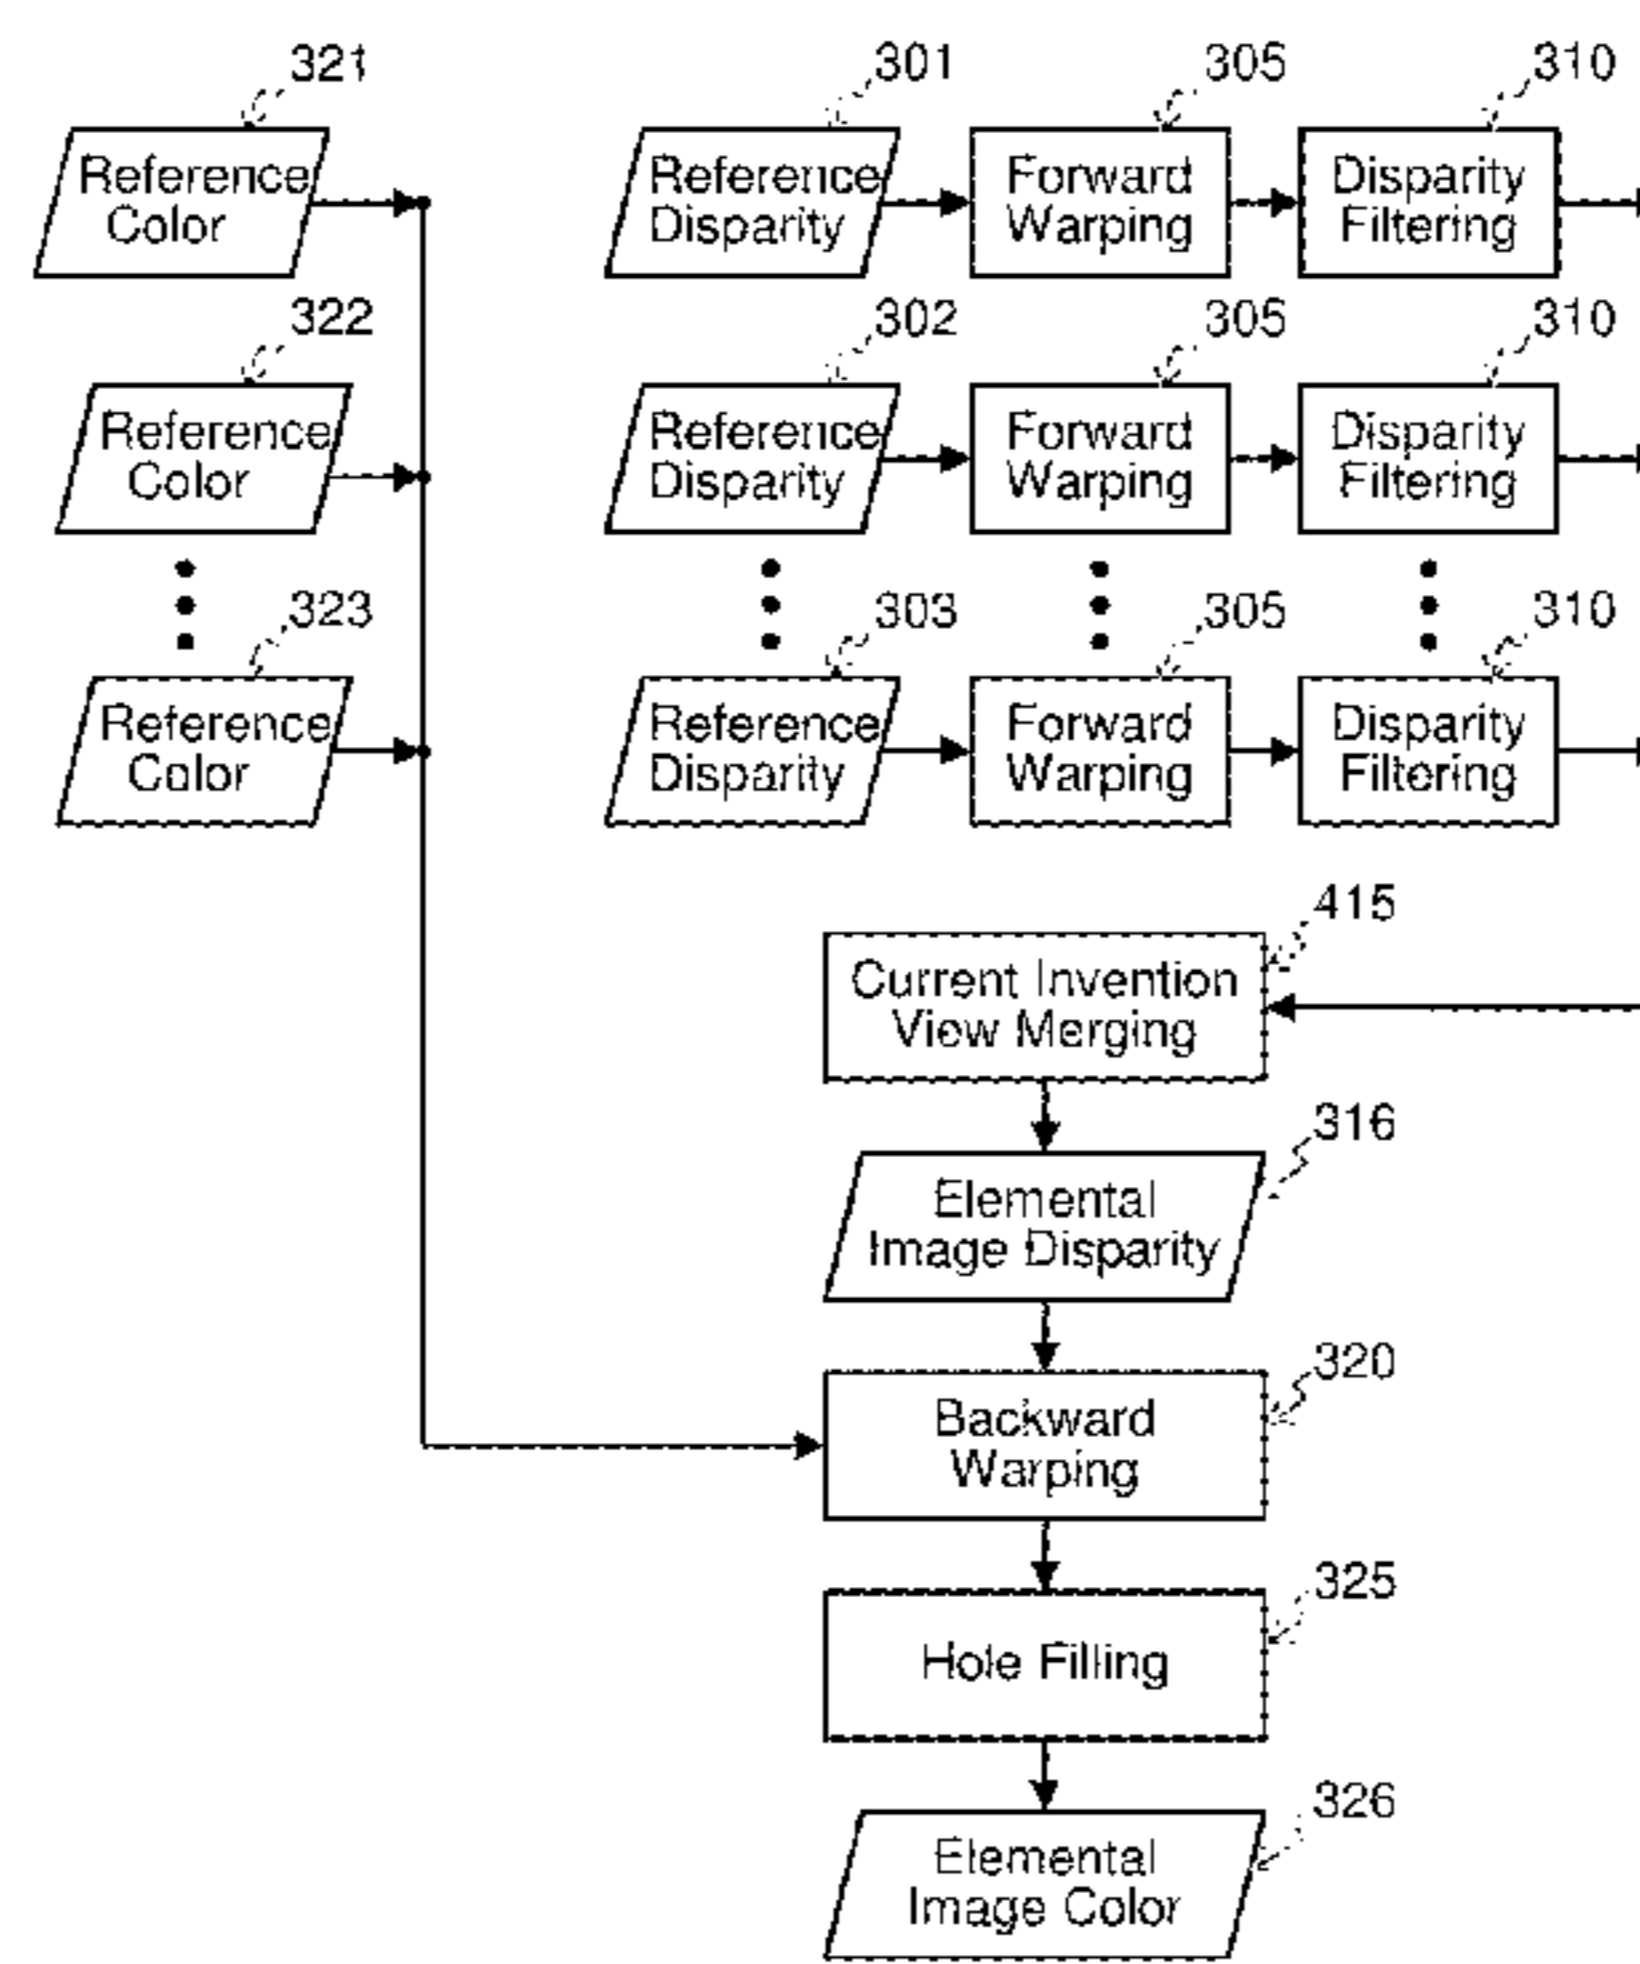 321
301
305
310
Reference
Color
Reference
Disparity
Forward
Warping
Disparity
Filtering
322
302
305
310
Reference
Color
Reference
Disparity
Forward
Warping
Disparity
Filtering
323
303
305
310
Reference
Color
Reference
Disparity
Forward
Warping
Disparity
Filtering
415
Current Invention
View Merging
316
Elemental
Image Disparity
320
Backward
Warping
325
Hole Filling
326
Elemental
Image Color